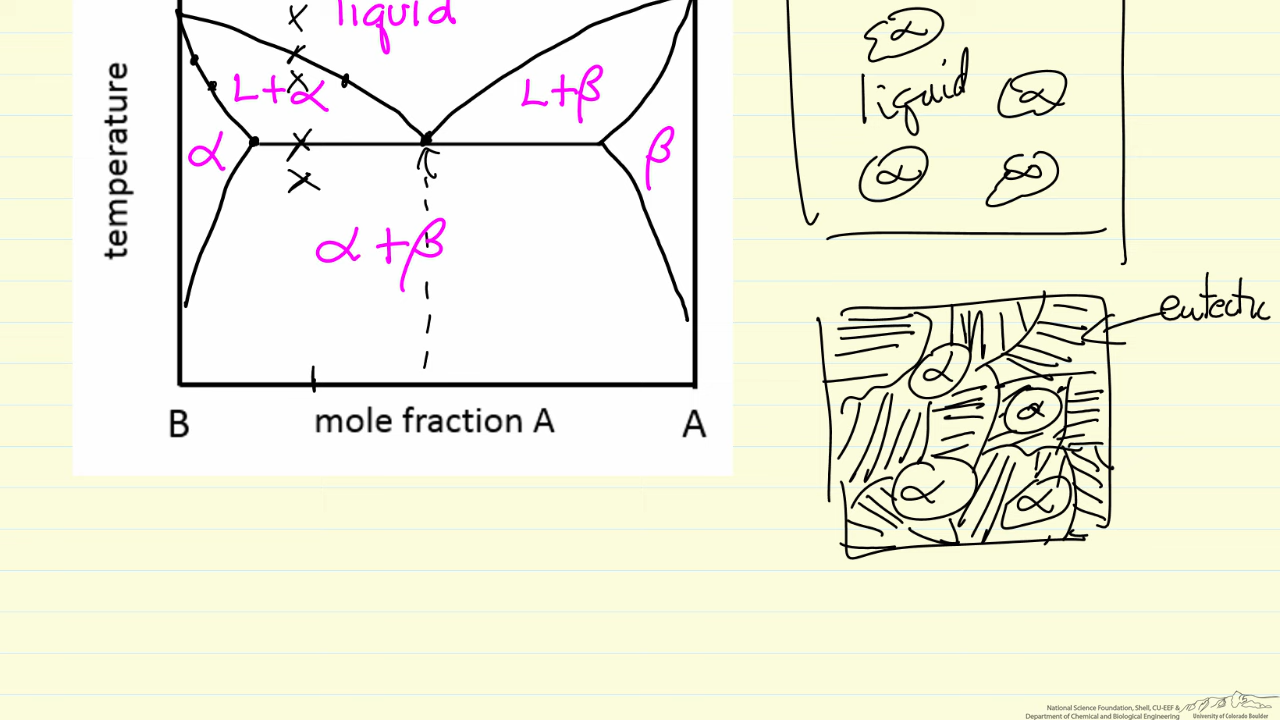 liquid
L+α
L+β
α
β
α+β
temperature
B
mole fraction A
A
α
liquid
α
α
α
eutectic
α
α
α
α
National Science Foundation, Shell, CU-EEF &
Department of Chemical and Biological Engineering
University of Colorado Boulder